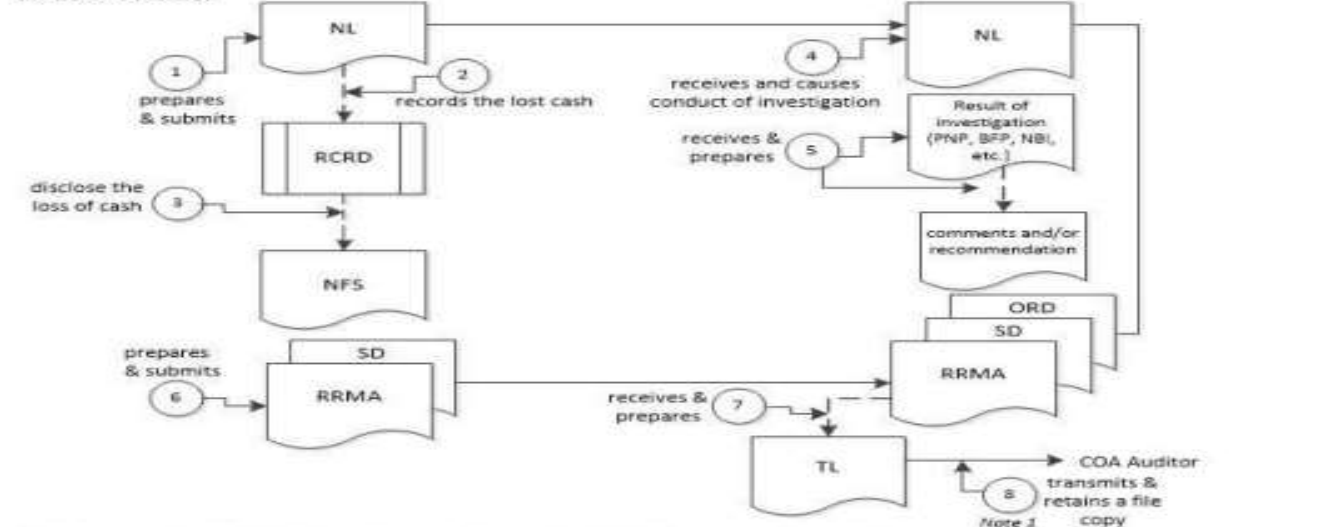 NL
1
prepares
& submits
2
records the lost cash
RCRD
disclose the
loss of cash
3
NFS
prepares
& submits
6
SD
RRMA
NL
4
receives and causes
conduct of investigation
Result of
investigation
(PNP, BFP, NBI,
etc.)
receives &
prepares
5
comments and/or
recommendation
ORD
SD
RRMA
receives &
prepares
7
TL
COA Auditor
8
transmits &
retains a file
copy
Note 1